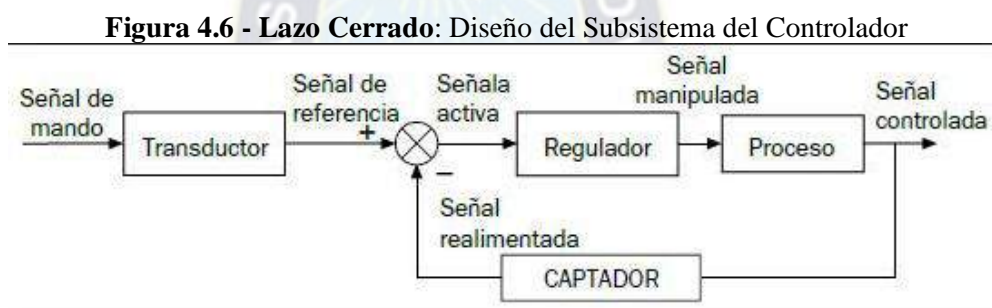 Figura 4.6 - Lazo Cerrado: Diseño del Subsistema del Controlador
Señal de
mando
Transductor
Señal de
referencia
+
−
Señala
activa
Regulador
Señal
manipulada
Proceso
Señal
controlada
Señal
realimentada
CAPTADOR